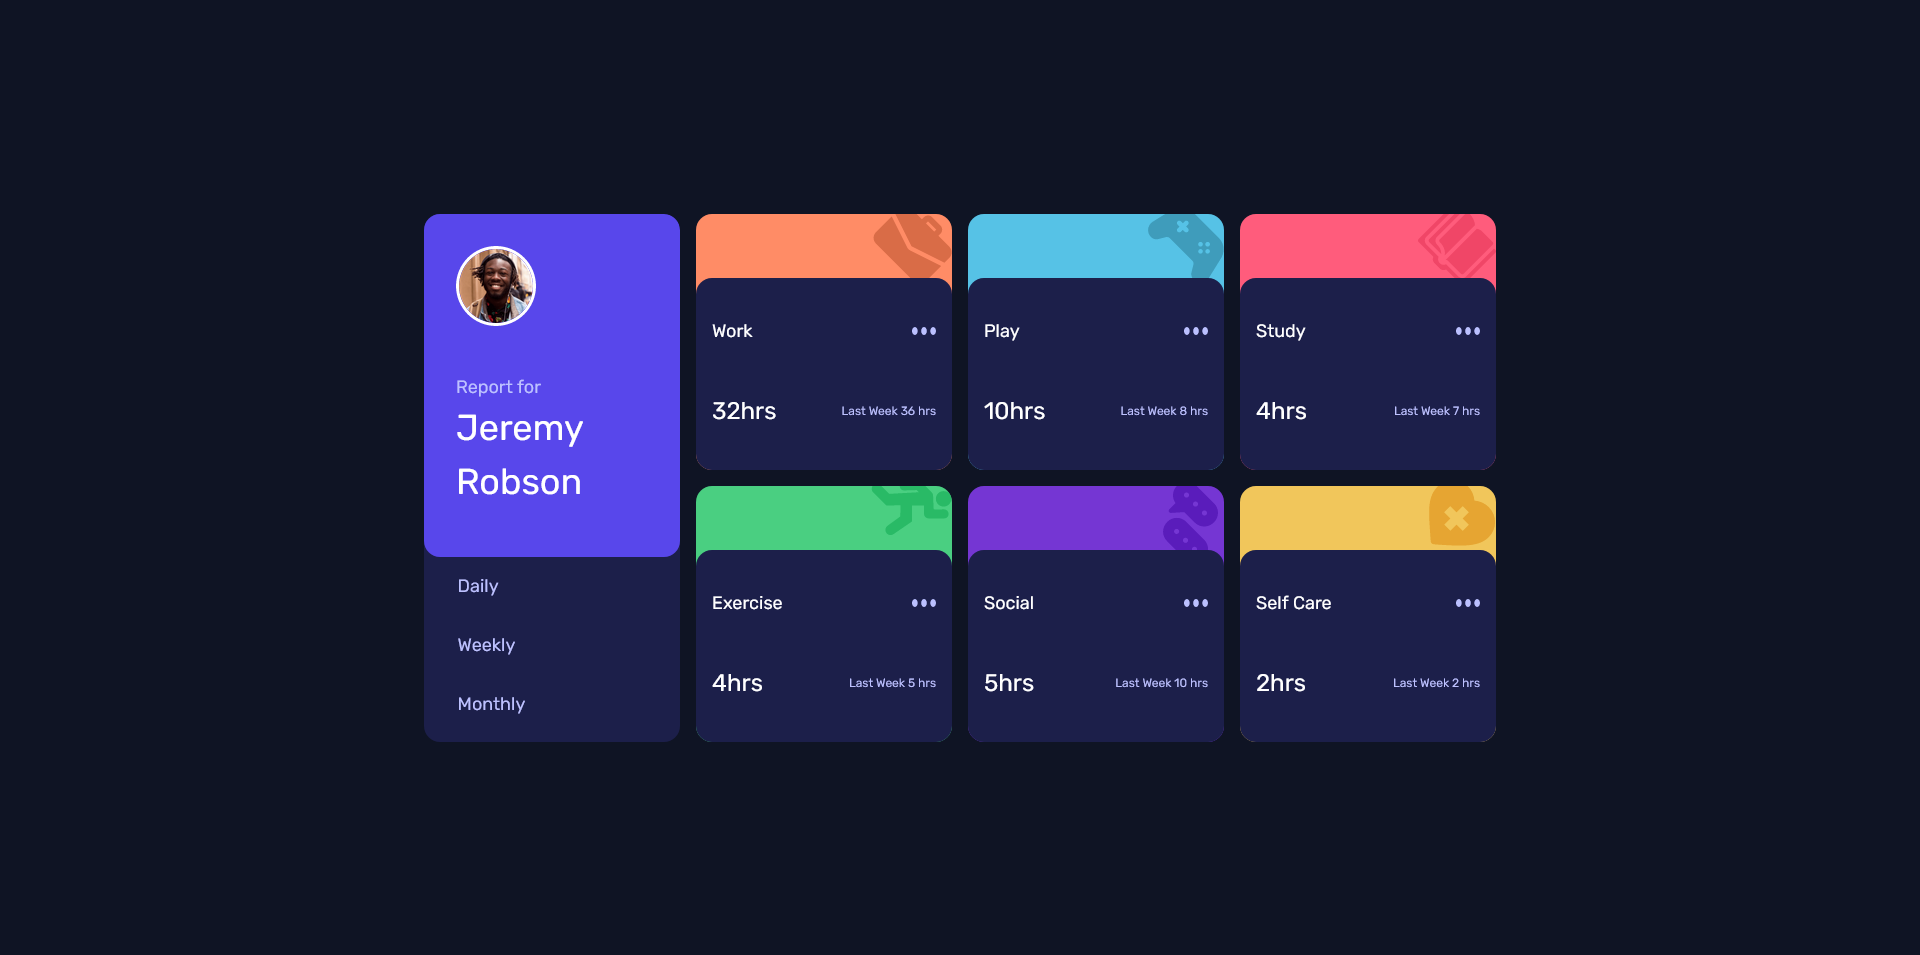 Report for
Jeremy
Robson
Daily
Weekly
Monthly
Work
32hrs
Last Week 36 hrs
Play
10hrs
Last Week 8 hrs
Study
4hrs
Last Week 7 hrs
Exercise
4hrs
Last Week 5 hrs
Social
5hrs
Last Week 10 hrs
Self Care
2hrs
Last Week 2 hrs